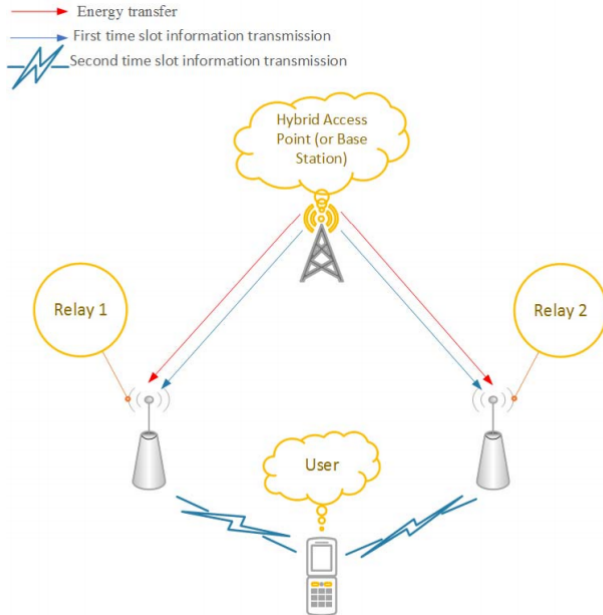 Energy transfer
First time slot information transmission
Second time slot information transmission
Hybrid Access
Point (or Base
Station)
Relay 1
Relay 2
User